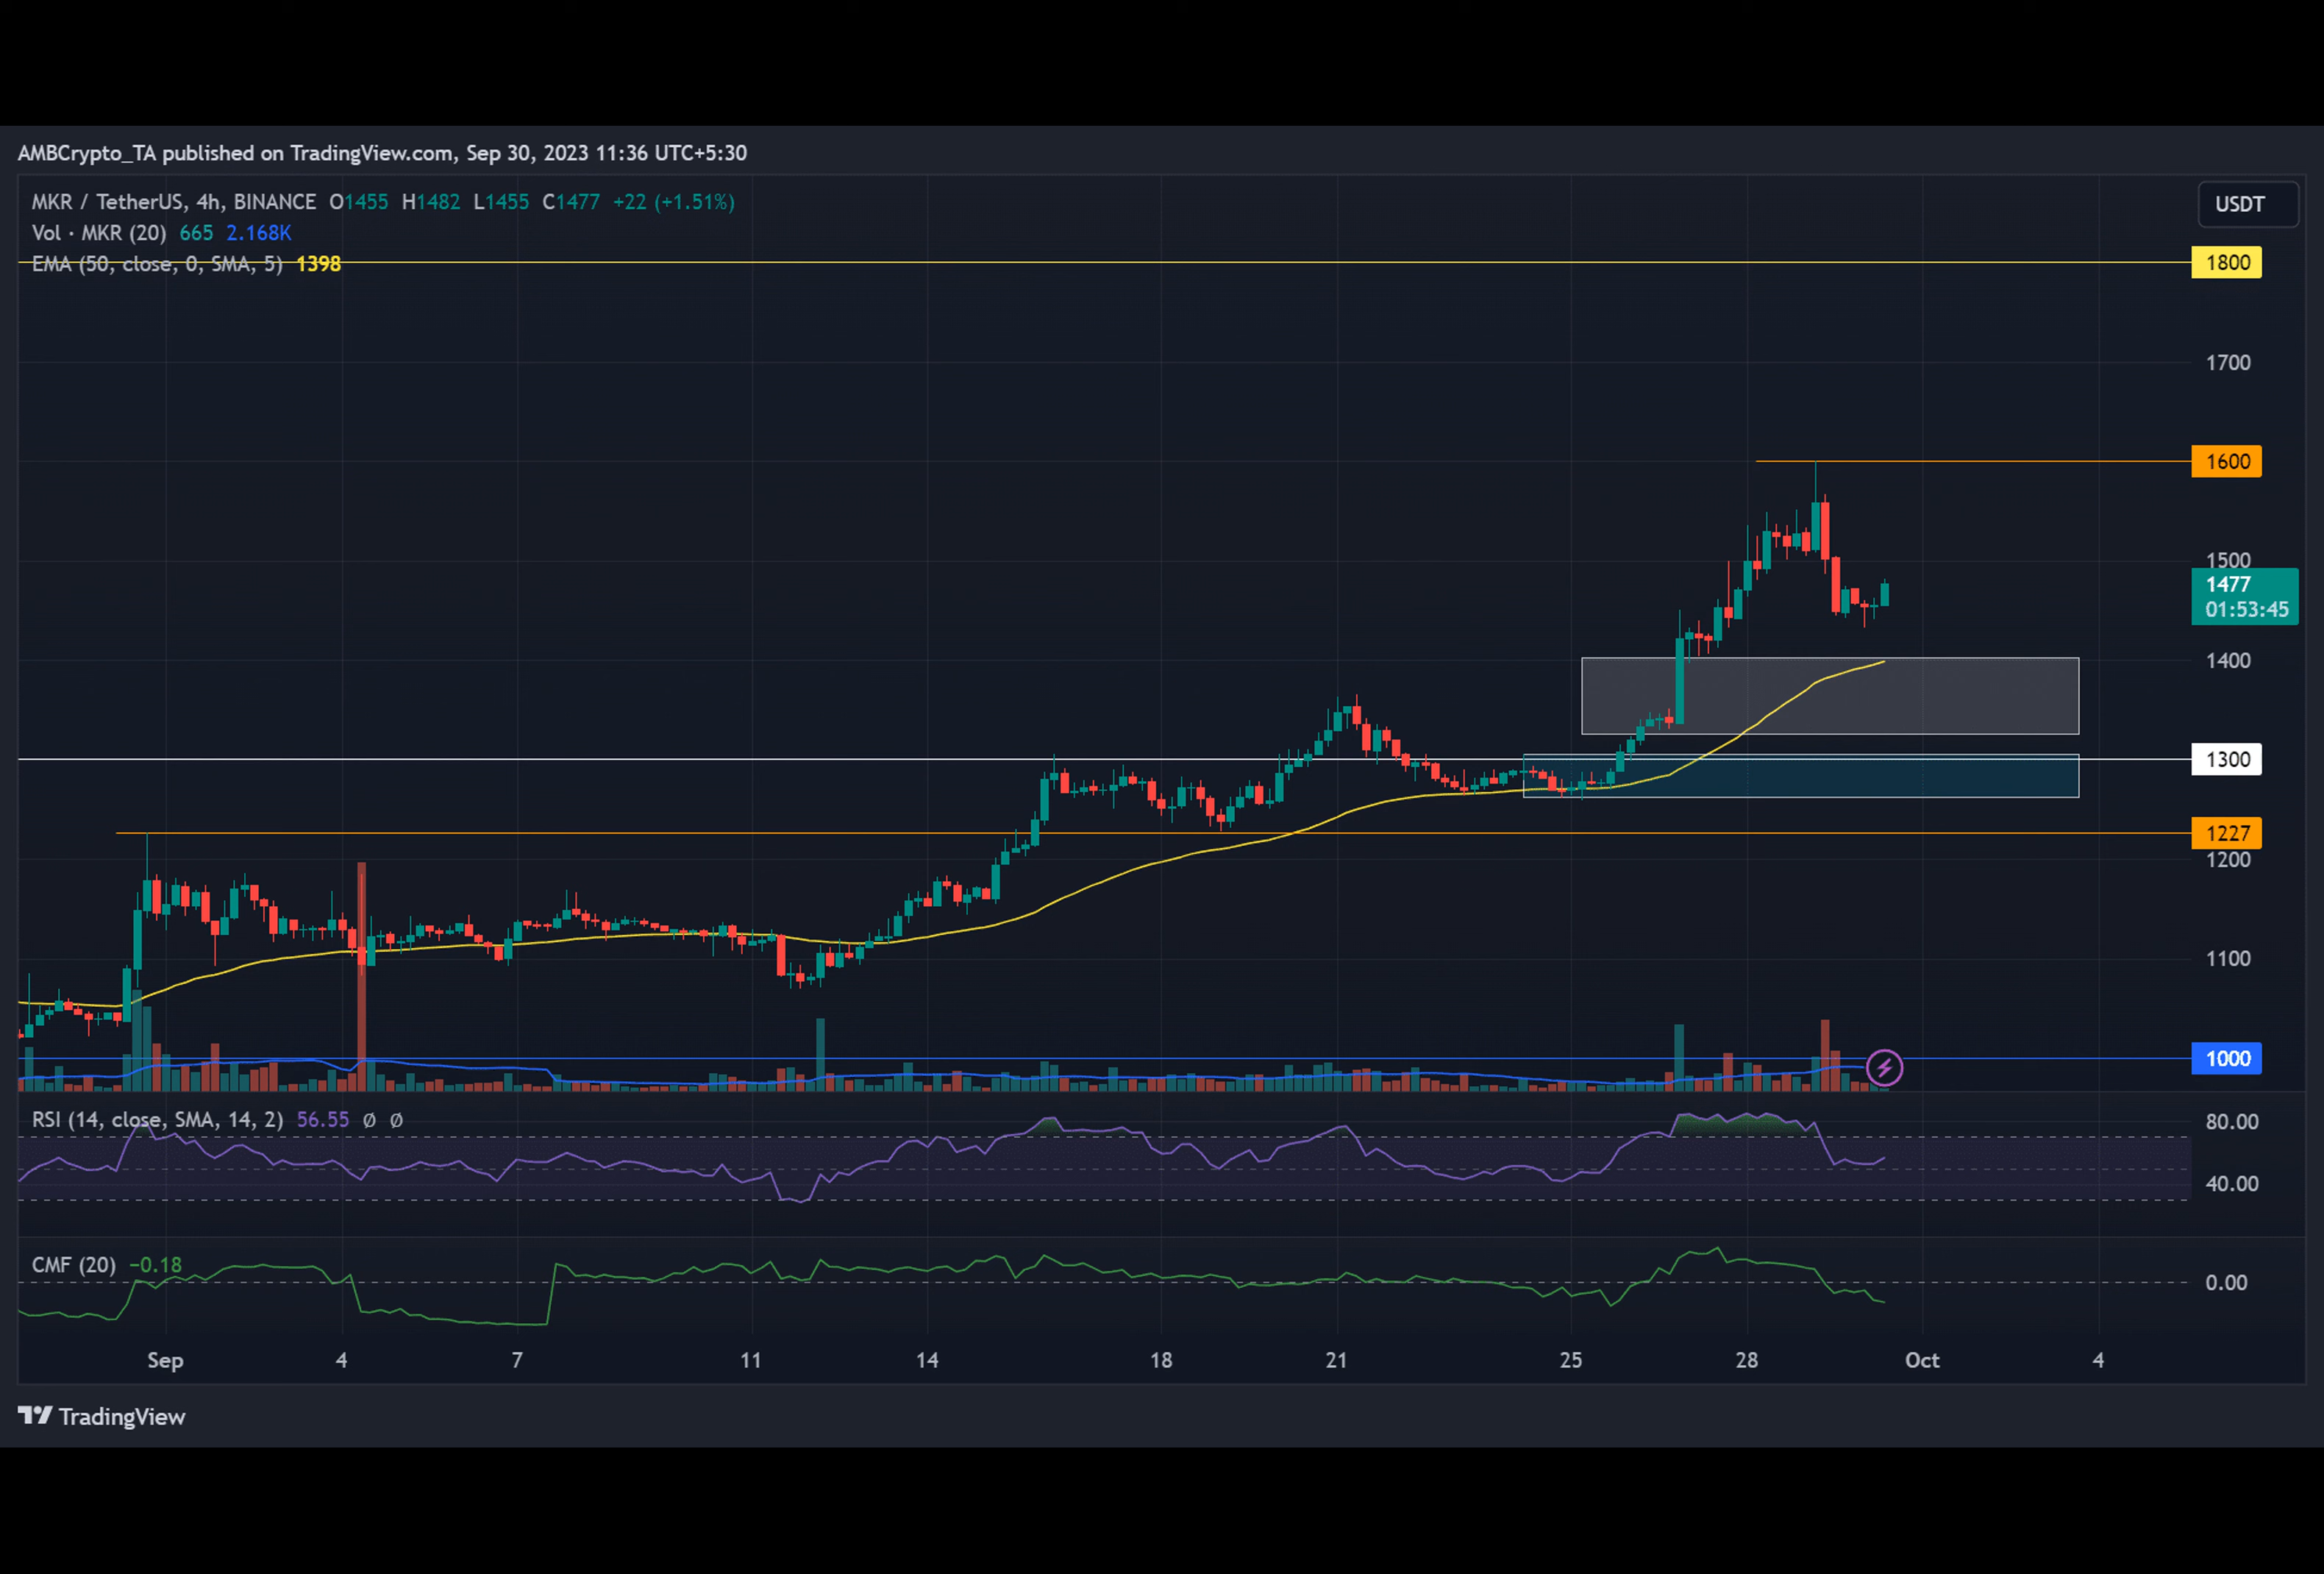 AMBCrypto_TA published on TradingView.com, Sep 30, 2023 11:36 UTC+5:30
MKR / TetherUS, 4h, BINANCE O1455 H1482 L1455 C1477 +22 (+1.51%)
USDT
Vol · MKR (20) 665 2.168K
EMA (50, close, 0, SMA, 5) 1398
1800
1700
1600
1500
1477
01:53:45
1400
1300
1227
1200
1100
1000
RSI (14, close, SMA, 14, 2) 56.55 Ø Ø
80.00
40.00
CMF (20) −0.18
0.00
Sep 4 7 11 14 18 21 25 28 Oct 4
TradingView